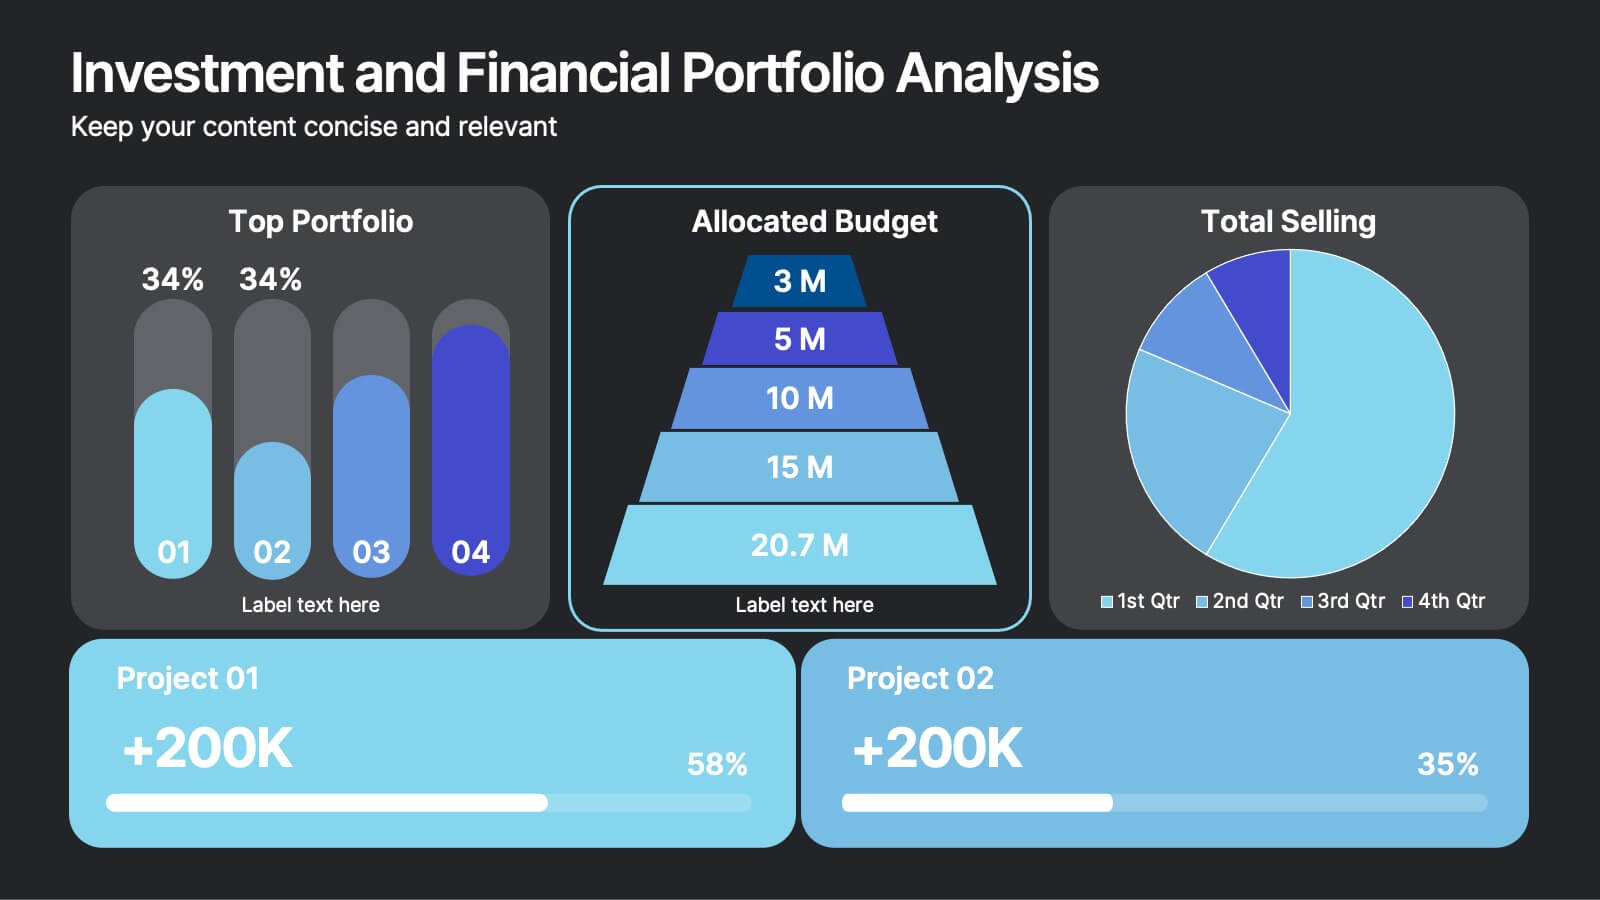 Investment and Financial Portfolio Analysis
Keep your content concise and relevant
Top Portfolio
34% 34%
01 02 03 04
Label text here
Allocated Budget
3 M
5 M
10 M
15 M
20.7 M
Label text here
Total Selling
1st Qtr 2nd Qtr 3rd Qtr 4th Qtr
Project 01
+200K
58%
Project 02
+200K
35%